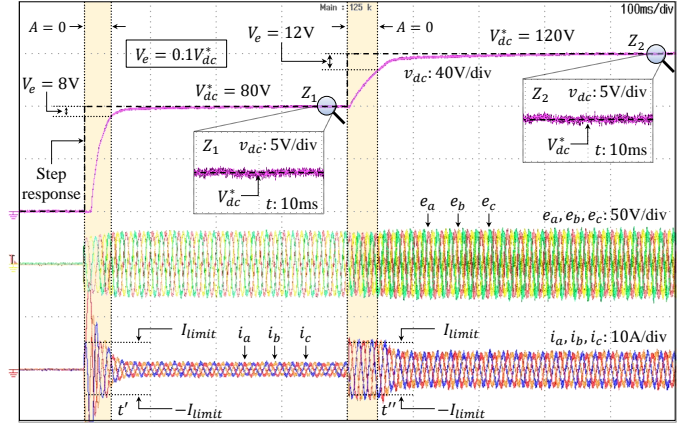 Main : 125 k
100ms/div
A = 0
V_e = 12V
A = 0
V_dc^* = 120V
Z_2
V_e = 0.1V_dc^*
v_dc: 40V/div
V_e = 8V
V_dc^* = 80V
Z_1
Z_2 v_dc: 5V/div
V_dc^*
t: 10ms
Z_1 v_dc: 5V/div
V_dc^*
t: 10ms
Step
response
e_a e_b e_c
e_a, e_b, e_c: 50V/div
I_limit
i_a i_b i_c
I_limit
i_a, i_b, i_c: 10A/div
t′
−I_limit
t′′
−I_limit